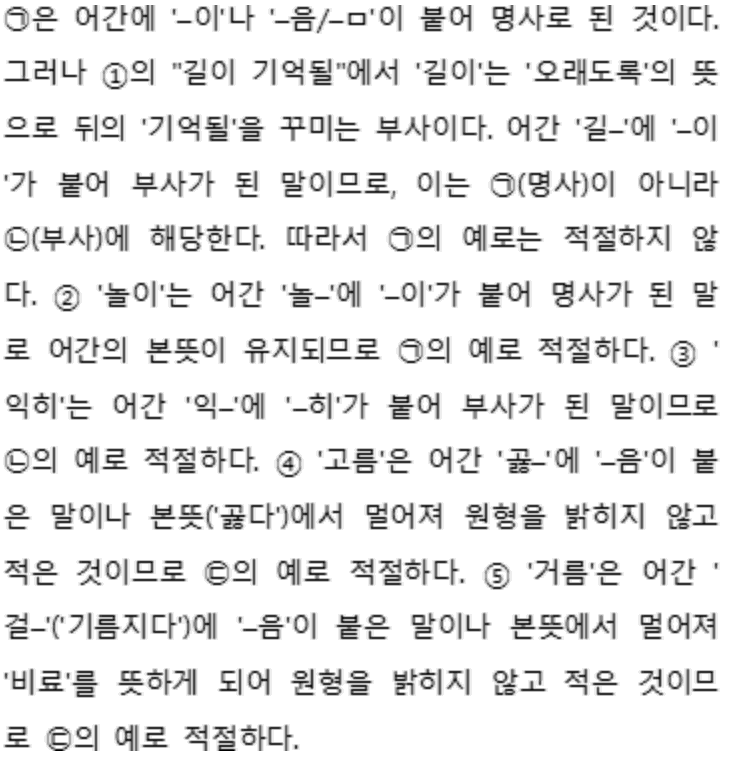 ㉠은 어간에 '–이'나 '–음/–ㅁ'이 붙어 명사로 된 것이다.
그러나 ①의 "길이 기억될"에서 '길이'는 '오래도록'의 뜻
으로 뒤의 '기억될'을 꾸미는 부사이다. 어간 '길–'에 '–이
'가 붙어 부사가 된 말이므로, 이는 ㉠(명사)이 아니라
㉡(부사)에 해당한다. 따라서 ㉠의 예로는 적절하지 않
다. ② '놀이'는 어간 '놀–'에 '–이'가 붙어 명사가 된 말
로 어간의 본뜻이 유지되므로 ㉠의 예로 적절하다. ③ '
익히'는 어간 '익–'에 '–히'가 붙어 부사가 된 말이므로
㉡의 예로 적절하다. ④ '고름'은 어간 '곯–'에 '–음'이 붙
은 말이나 본뜻('곯다')에서 멀어져 원형을 밝히지 않고
적은 것이므로 ㉢의 예로 적절하다. ⑤ '거름'은 어간 '
걸–'('기름지다')에 '–음'이 붙은 말이나 본뜻에서 멀어져
'비료'를 뜻하게 되어 원형을 밝히지 않고 적은 것이므
로 ㉢의 예로 적절하다.